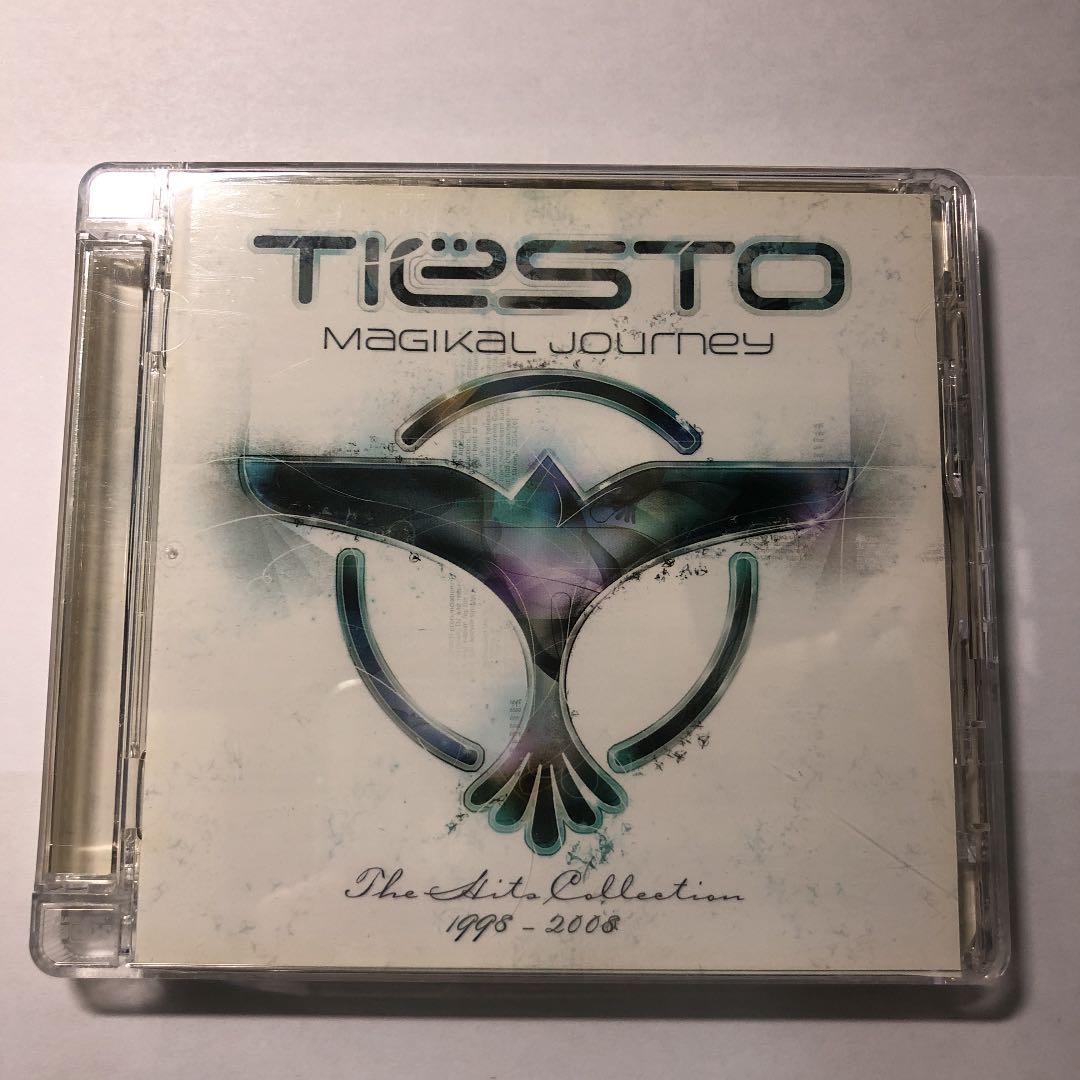 TIËSTO
MAGIKAL JOURNEY
The Hits Collection
1998 - 2008